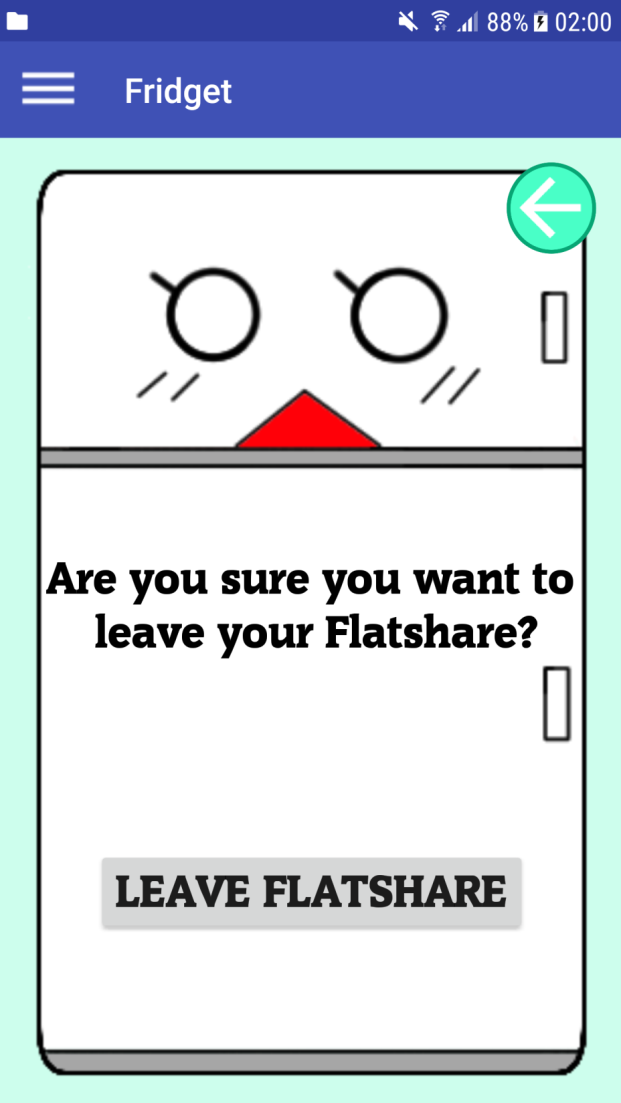 88% 02:00
Fridget
Are you sure you want to
leave your Flatshare?
LEAVE FLATSHARE